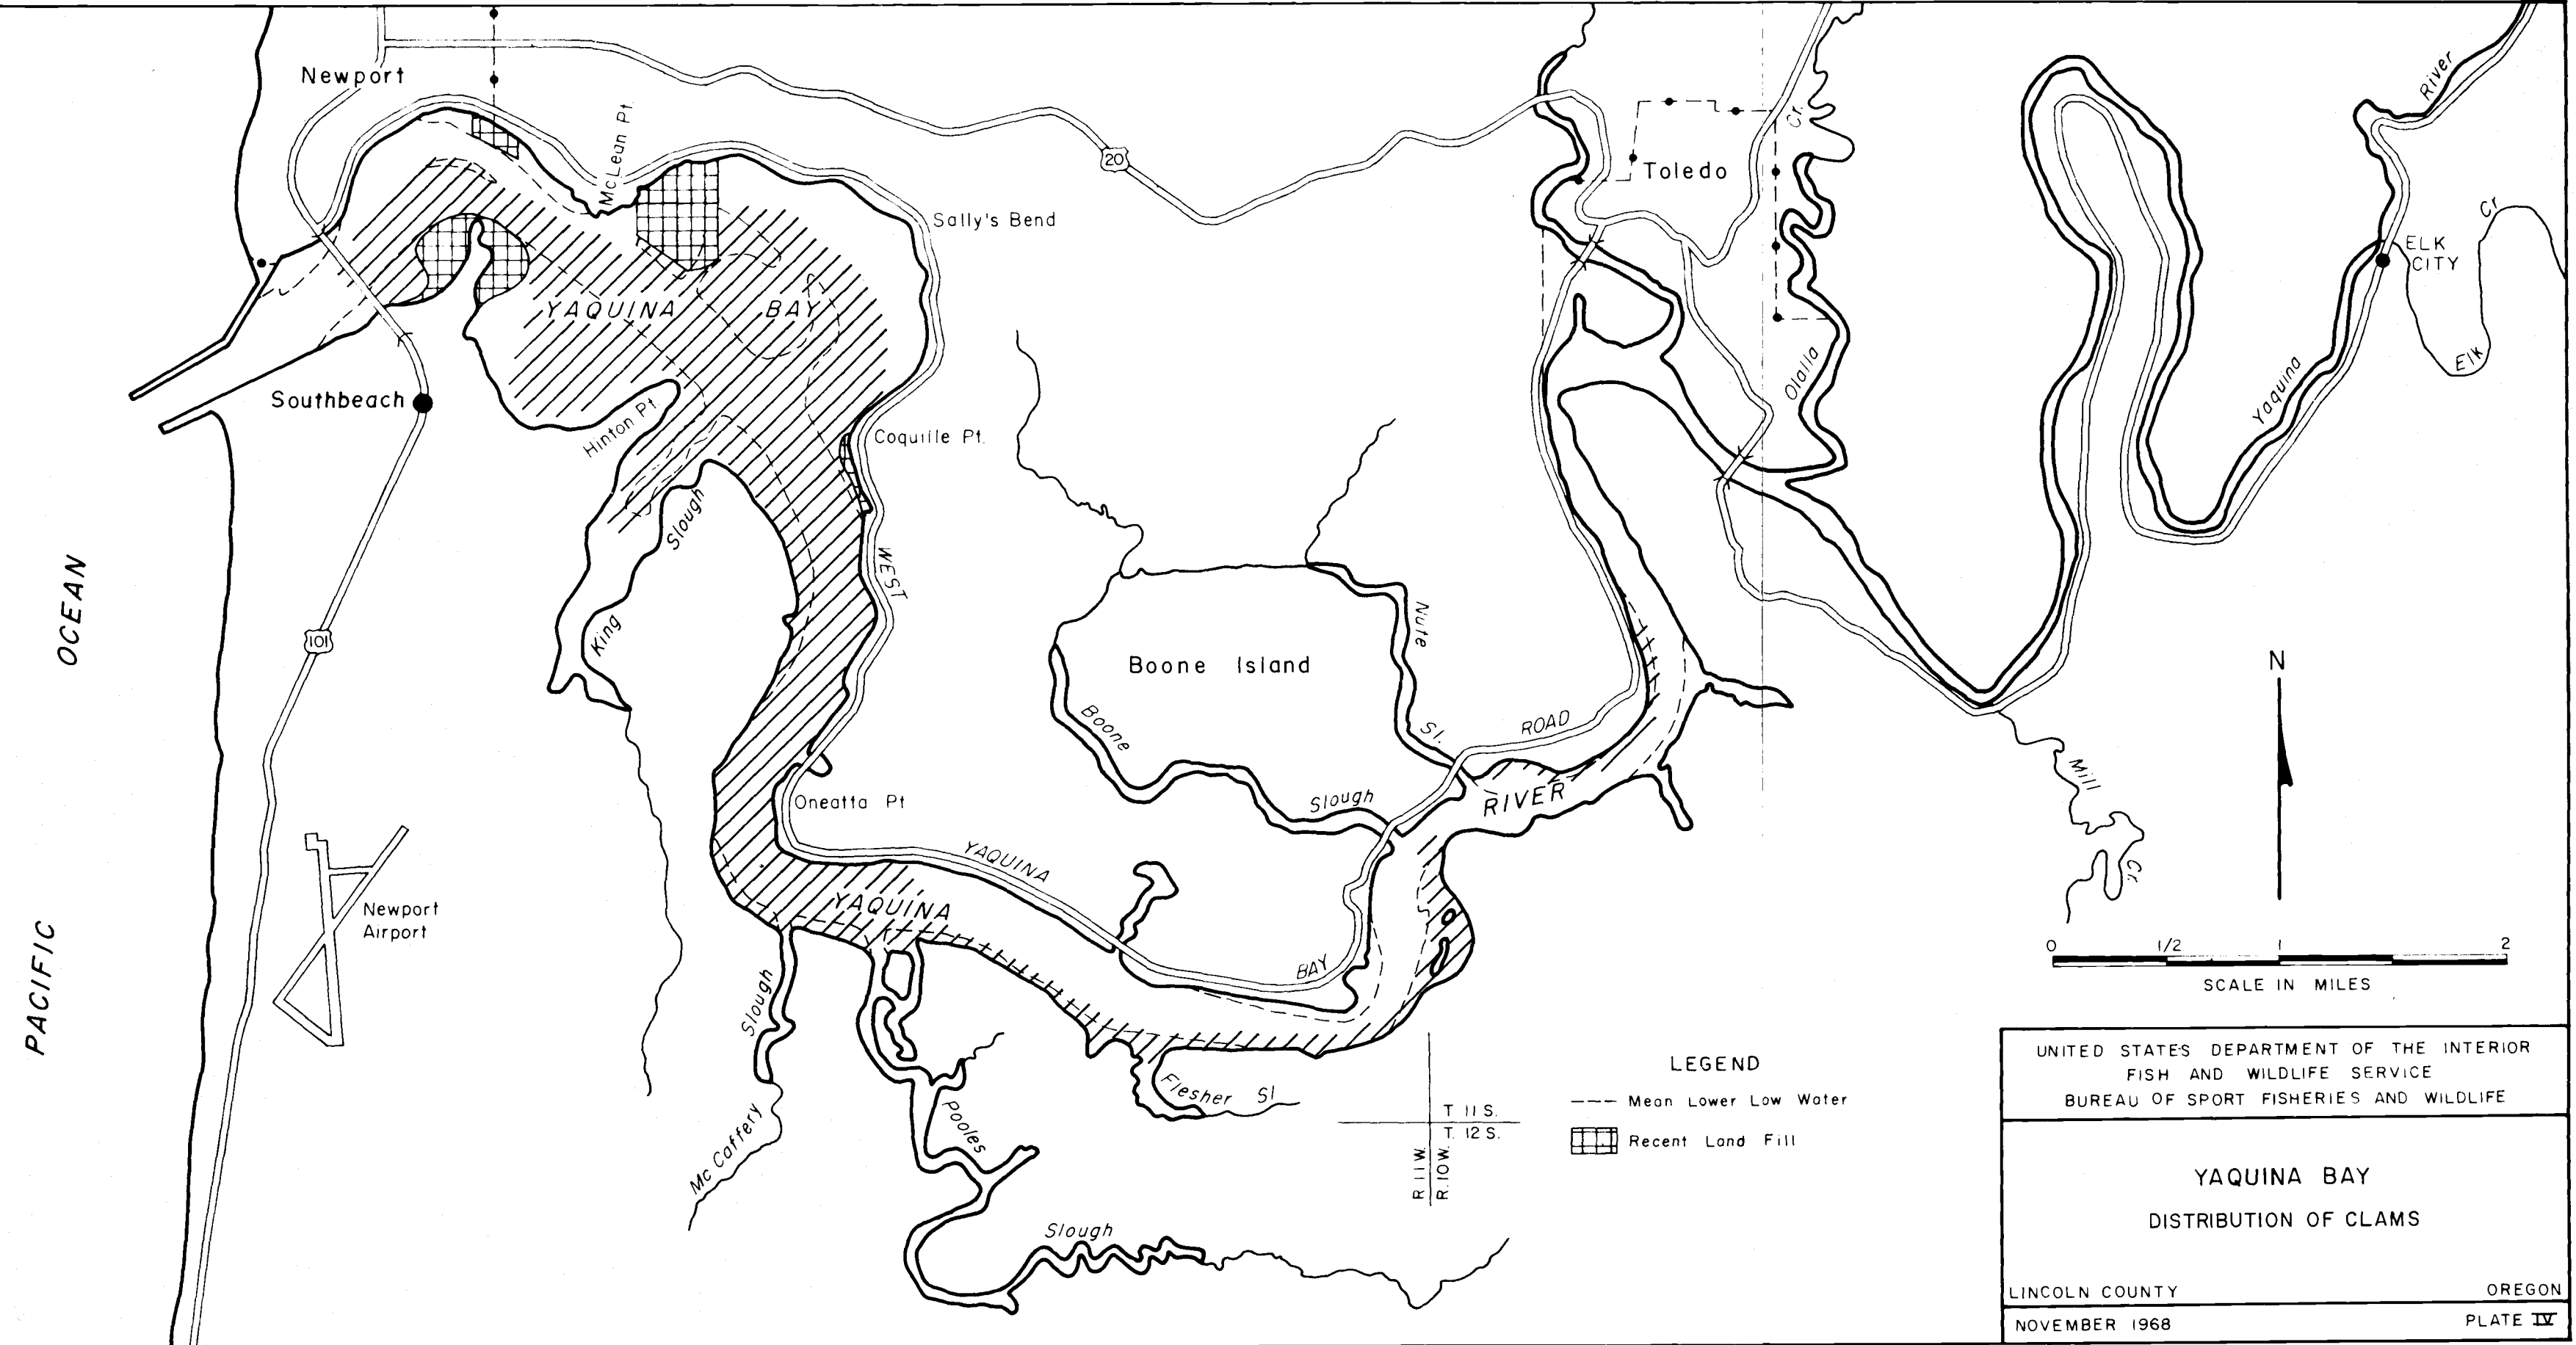 Newport
McLean Pt.
Sally's Bend
20
Toledo
Cr.
River
ELK
CITY
Cr
Elk
Yaquina
Olalla
YAQUINA BAY
Southbeach
Hinton Pt.
Coquille Pt.
King
Slough
WEST
OCEAN
PACIFIC
101
Boone Island
Nute
Sl.
Boone
Slough
ROAD
RIVER
Oneatta Pt
YAQUINA
YAQUINA
BAY
Newport
Airport
Slough
Mc Caffery
Pooles
Slough
Flesher Sl
Mill
Cr.
N
0 1/2 1 2
SCALE IN MILES
T 11 S.
T. 12 S.
R 11 W.
R. 10 W.
LEGEND
Mean Lower Low Water
Recent Land Fill
UNITED STATES DEPARTMENT OF THE INTERIOR
FISH AND WILDLIFE SERVICE
BUREAU OF SPORT FISHERIES AND WILDLIFE
YAQUINA BAY
DISTRIBUTION OF CLAMS
LINCOLN COUNTY OREGON
NOVEMBER 1968 PLATE IV